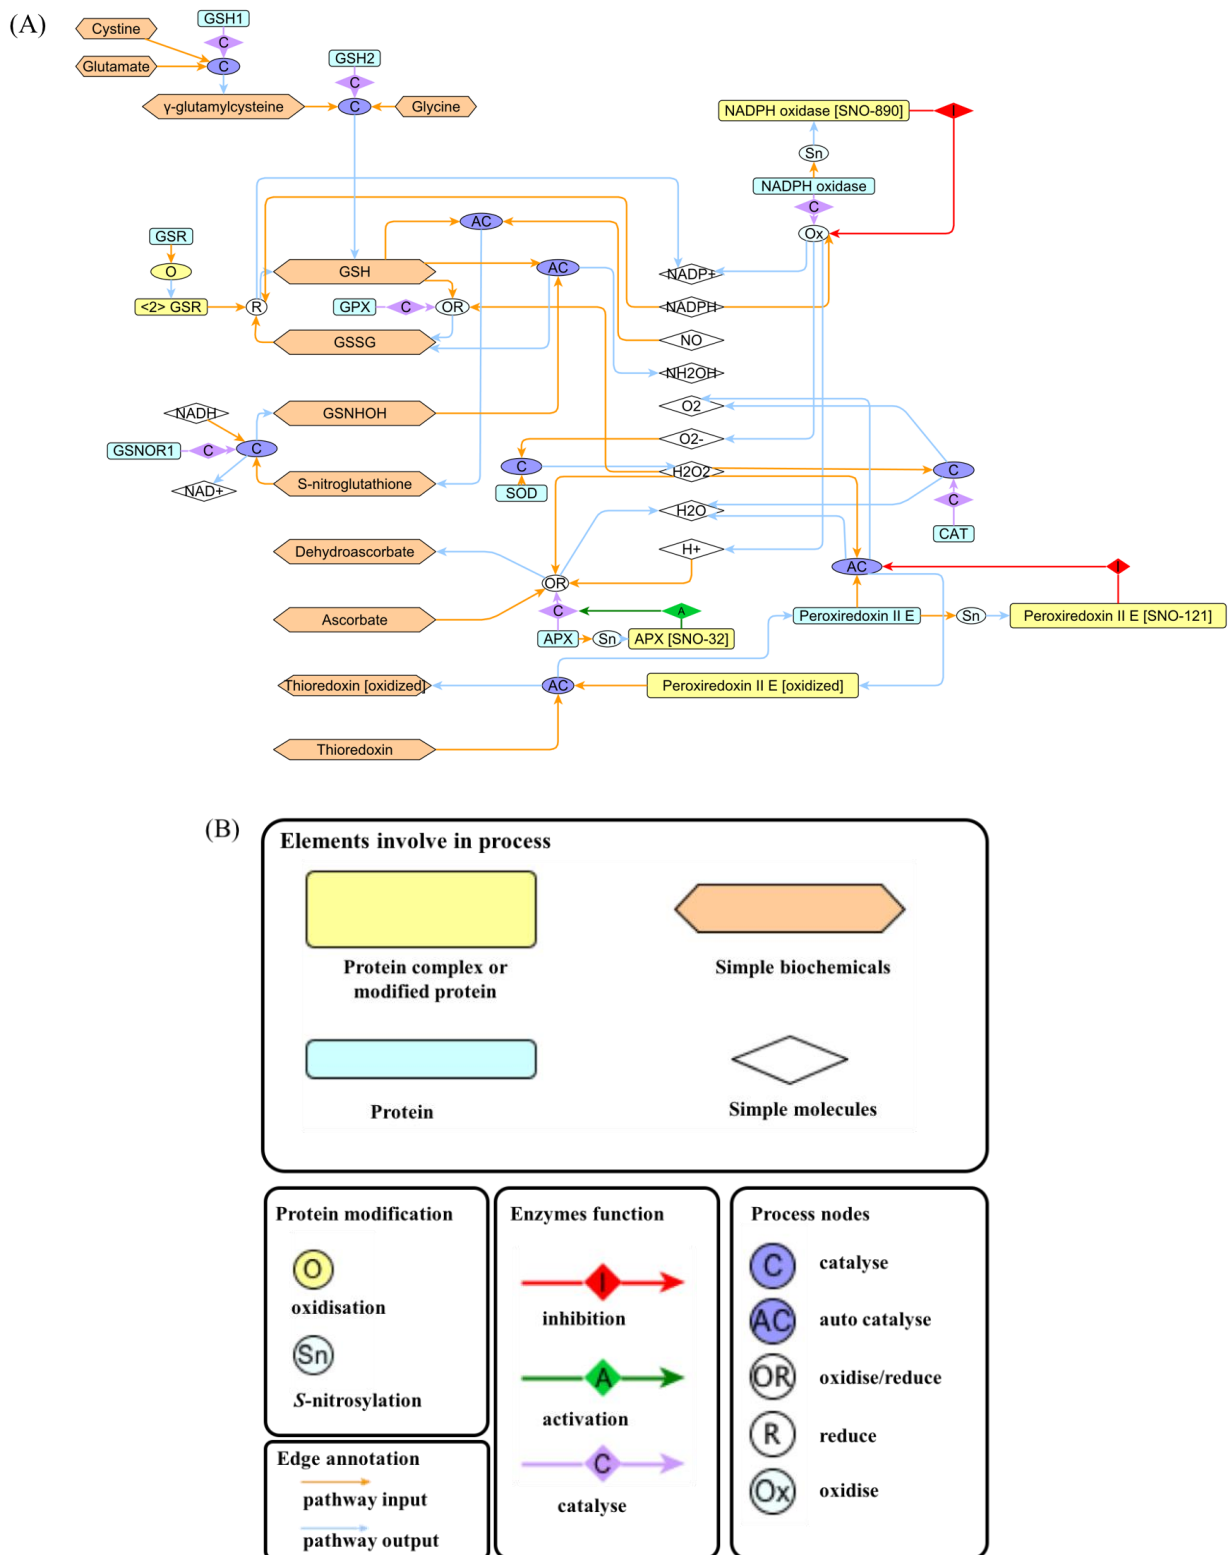 (A)
Cystine
GSH1
C
Glutamate
C
GSH2
C
γ-glutamylcysteine
C
Glycine
NADPH oxidase [SNO-890]
I
Sn
NADPH oxidase
C
AC
Ox
GSR
O
GSH
AC
NADP+
<2> GSR
R
GPX
C
OR
NADPH
GSSG
NO
NH2OH
NADH
GSNHOH
O2
GSNOR1
C
C
O2-
NAD+
S-nitroglutathione
C
SOD
H2O2
C
C
CAT
H2O
Dehydroascorbate
H+
OR
AC
I
Ascorbate
C
A
Peroxiredoxin II E
Sn
Peroxiredoxin II E [SNO-121]
APX
Sn
APX [SNO-32]
Thioredoxin [oxidized]
AC
Peroxiredoxin II E [oxidized]
Thioredoxin
(B)
Elements involve in process
Protein complex or
modified protein
Simple biochemicals
Protein
Simple molecules
Protein modification
O
oxidisation
Sn
S-nitrosylation
Edge annotation
pathway input
pathway output
Enzymes function
I
inhibition
A
activation
C
catalyse
Process nodes
C
catalyse
AC
auto catalyse
OR
oxidise/reduce
R
reduce
Ox
oxidise